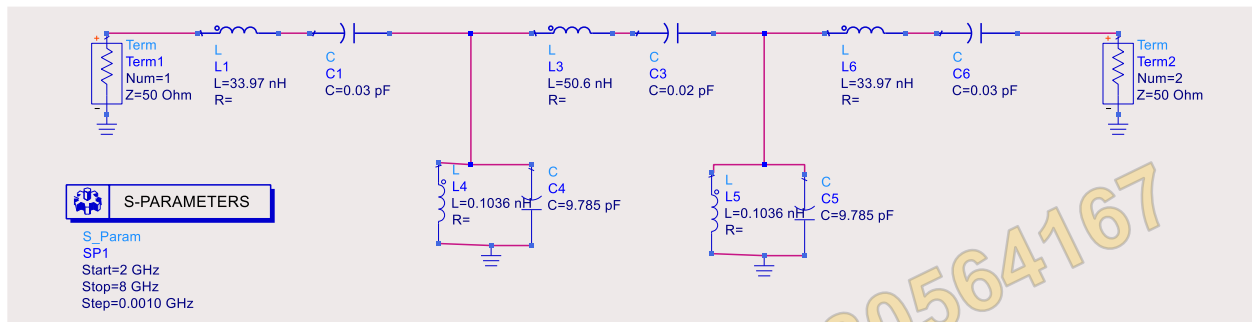 +
Term
Term1
Num=1
Z=50 Ohm
-
L
L1
L=33.97 nH
R=
C
C1
C=0.03 pF
L
L3
L=50.6 nH
R=
C
C3
C=0.02 pF
L
L6
L=33.97 nH
R=
C
C6
C=0.03 pF
+
Term
Term2
Num=2
Z=50 Ohm
-
L
L4
L=0.1036 nH
R=
C
C4
C=9.785 pF
L
L5
L=0.1036 nH
R=
C
C5
C=9.785 pF
S-PARAMETERS
S_Param
SP1
Start=2 GHz
Stop=8 GHz
Step=0.0010 GHz
0564167